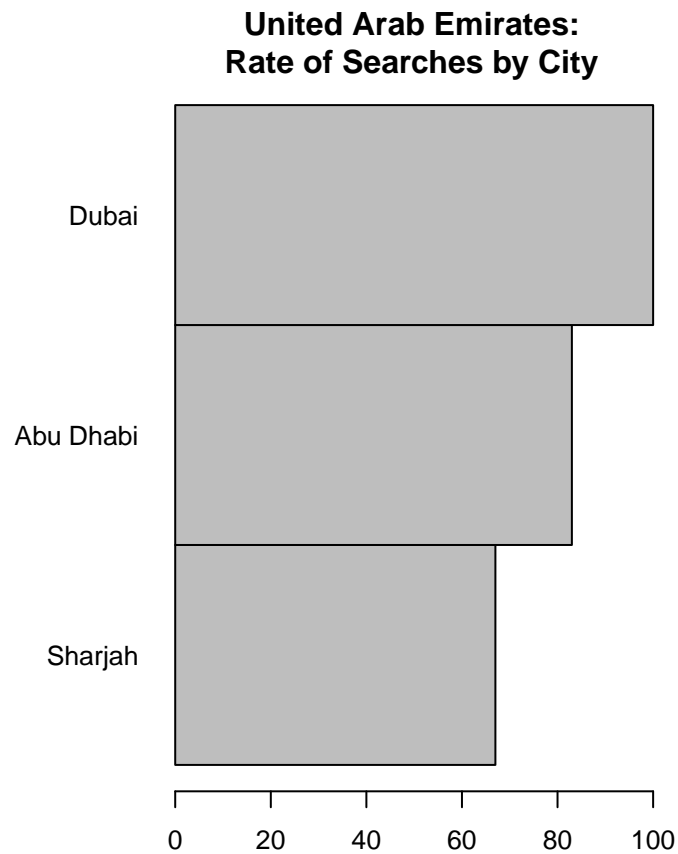 United Arab Emirates:
Rate of Searches by City
Dubai
Abu Dhabi
Sharjah
0 20 40 60 80 100